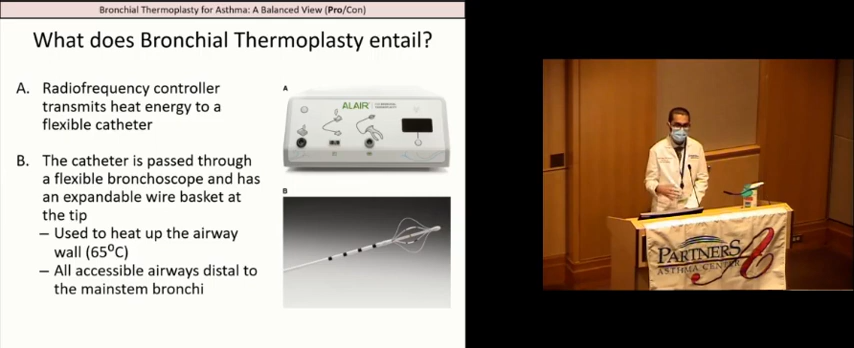 Bronchial Thermoplasty for Asthma: A Balanced View (Pro/Con)
What does Bronchial Thermoplasty entail?
A. Radiofrequency controller
transmits heat energy to a
flexible catheter
B. The catheter is passed through
a flexible bronchoscope and has
an expandable wire basket at
the tip
– Used to heat up the airway
wall (65⁰C)
– All accessible airways distal to
the mainstem bronchi
A
ALAIR
B
PARTNERS
ASTHMA CENTER